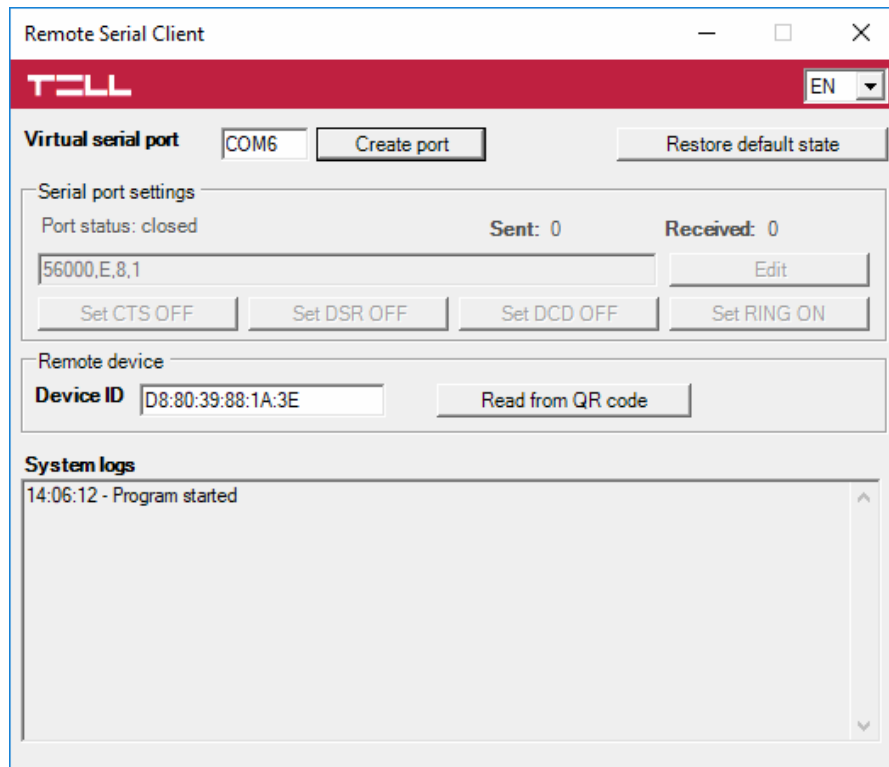 Remote Serial Client
TELL
EN
Virtual serial port COM6 Create port Restore default state
Serial port settings
Port status: closed Sent: 0 Received: 0
56000,E,8,1 Edit
Set CTS OFF Set DSR OFF Set DCD OFF Set RING ON
Remote device
Device ID D8:80:39:88:1A:3E Read from QR code
System logs
14:06:12 - Program started